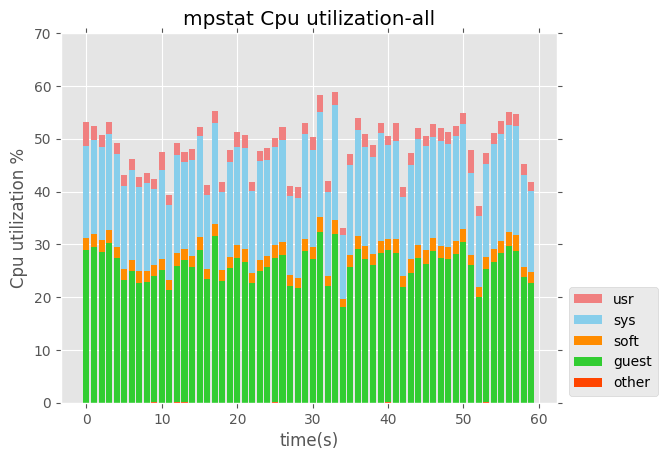 mpstat Cpu utilization-all
Cpu utilization %
70
60
50
40
30
20
10
0
0 10 20 30 40 50 60
time(s)
usr
sys
soft
guest
other